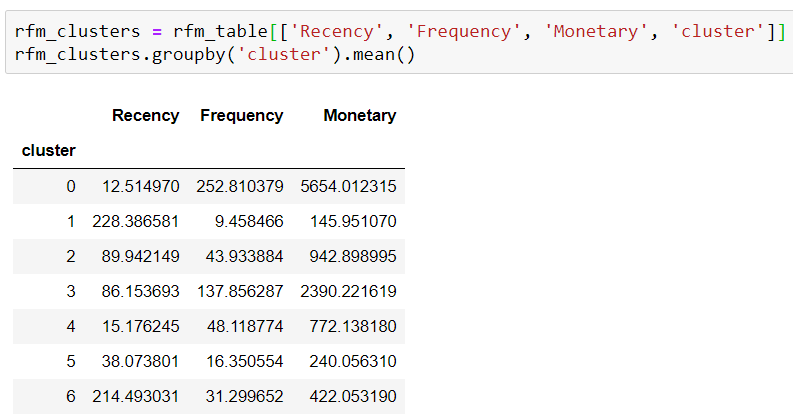 rfm_clusters = rfm_table[['Recency', 'Frequency', 'Monetary', 'cluster']]
rfm_clusters.groupby('cluster').mean()
Recency Frequency Monetary
cluster
0 12.514970 252.810379 5654.012315
1 228.386581 9.458466 145.951070
2 89.942149 43.933884 942.898995
3 86.153693 137.856287 2390.221619
4 15.176245 48.118774 772.138180
5 38.073801 16.350554 240.056310
6 214.493031 31.299652 422.053190